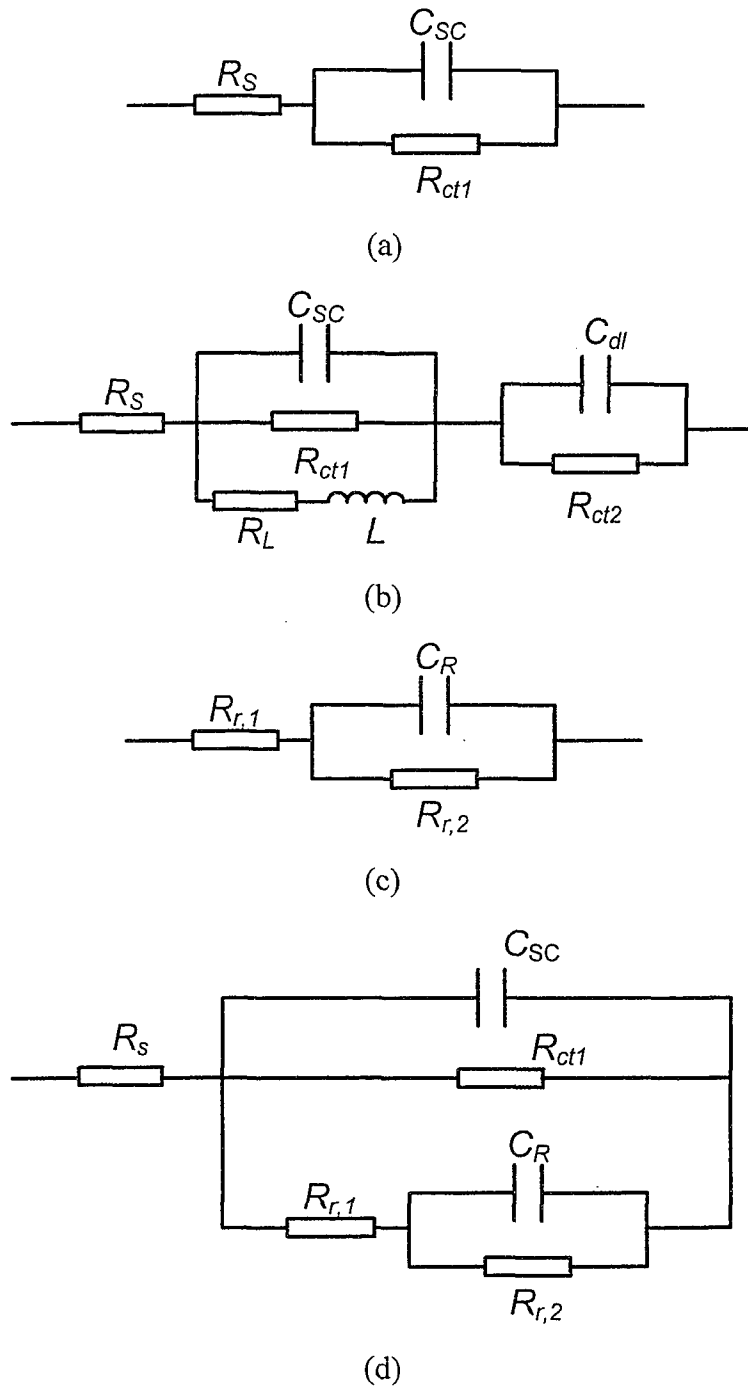 C_SC
R_S
R_ct1
(a)
C_SC
C_dl
R_S
R_ct1
R_ct2
R_L L
(b)
C_R
R_r,1
R_r,2
(c)
C_SC
R_s
R_ct1
C_R
R_r,1
R_r,2
(d)